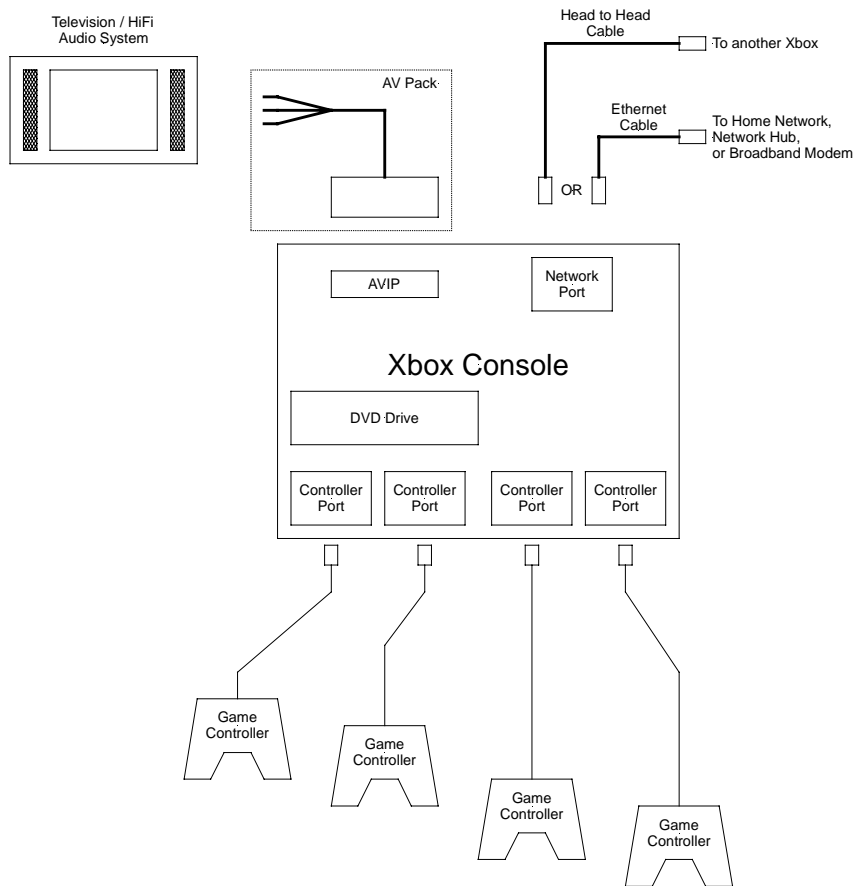 Television / HiFi
Audio System
AV Pack
Head to Head
Cable
To another Xbox
Ethernet
Cable
To Home Network,
Network Hub,
or Broadband Modem
OR
AVIP
Network
Port
Xbox Console
DVD Drive
Controller
Port
Controller
Port
Controller
Port
Controller
Port
Game
Controller
Game
Controller
Game
Controller
Game
Controller